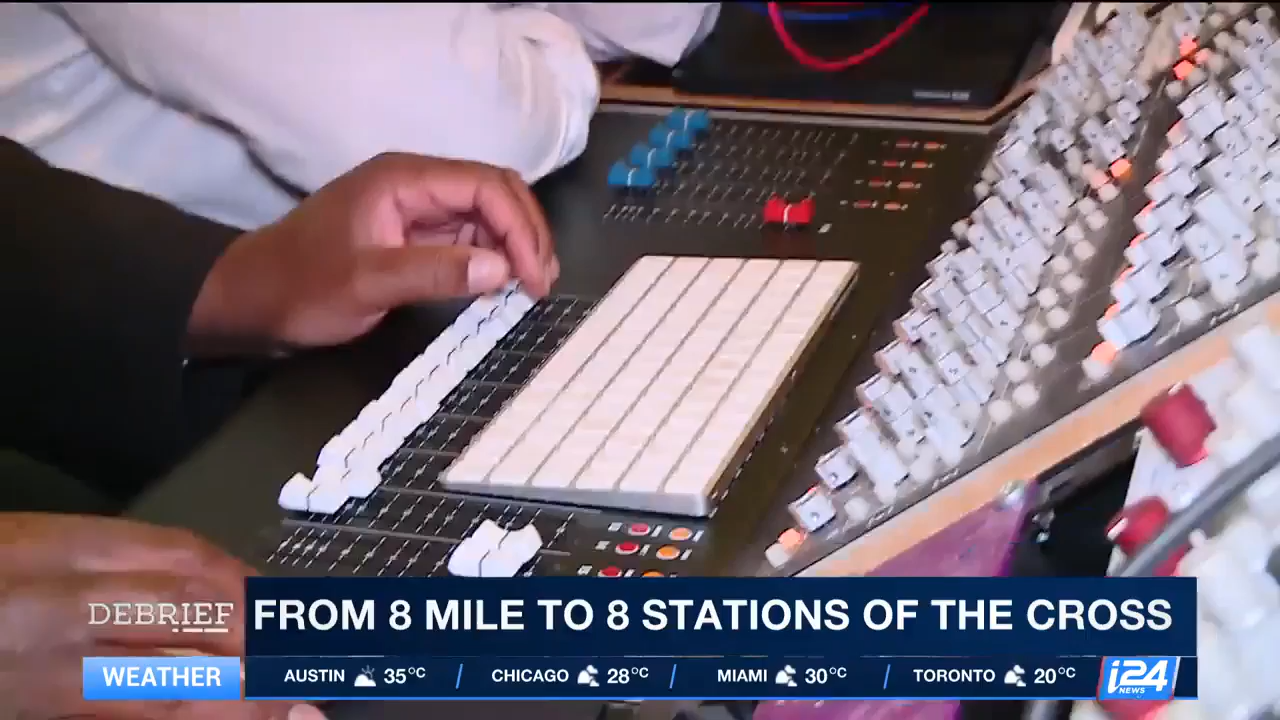 DEBRIEF
FROM 8 MILE TO 8 STATIONS OF THE CROSS
WEATHER
AUSTIN 35°C / CHICAGO 28°C / MIAMI 30°C / TORONTO 20°C
i24
NEWS